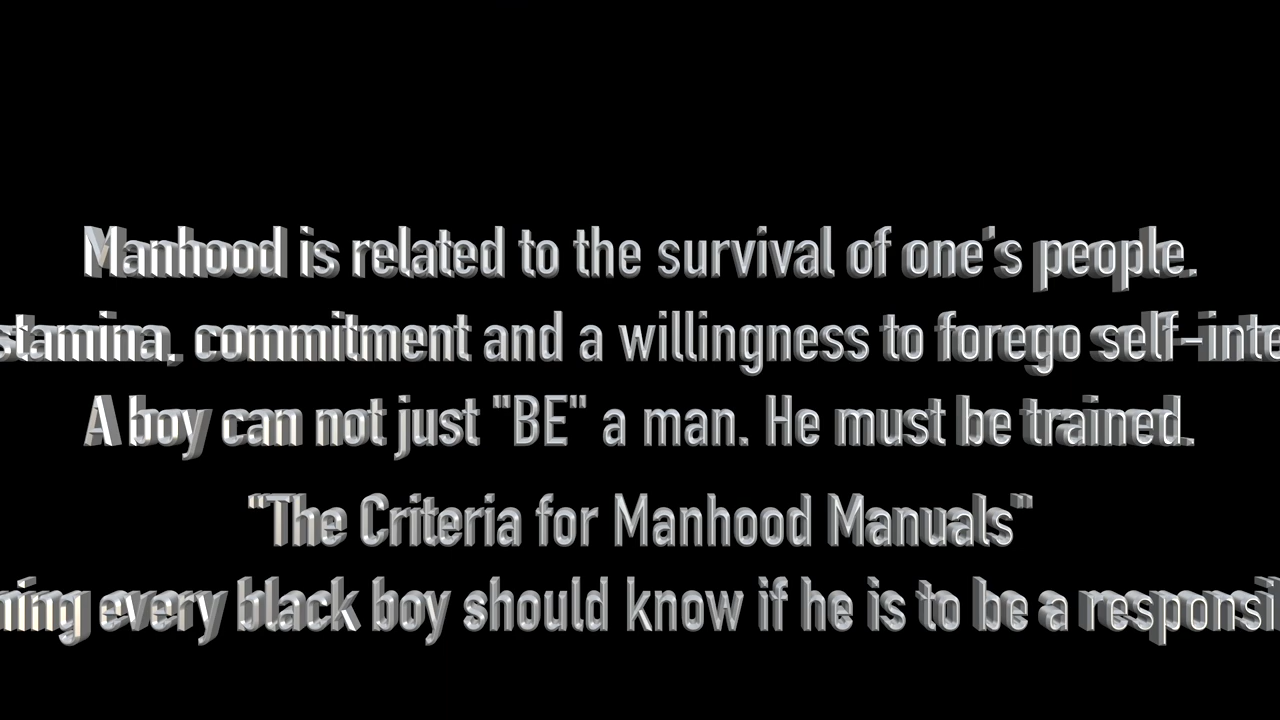 Manhood is related to the survival of one's people.
stamina, commitment and a willingness to forego self-inte
A boy can not just "BE" a man. He must be trained.
"The Criteria for Manhood Manuals"
ning every black boy should know if he is to be a responsi